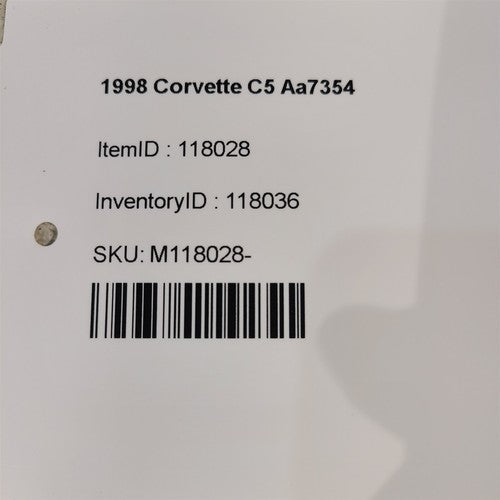 1998 Corvette C5 Aa7354
ItemID : 118028
InventoryID : 118036
SKU: M118028-